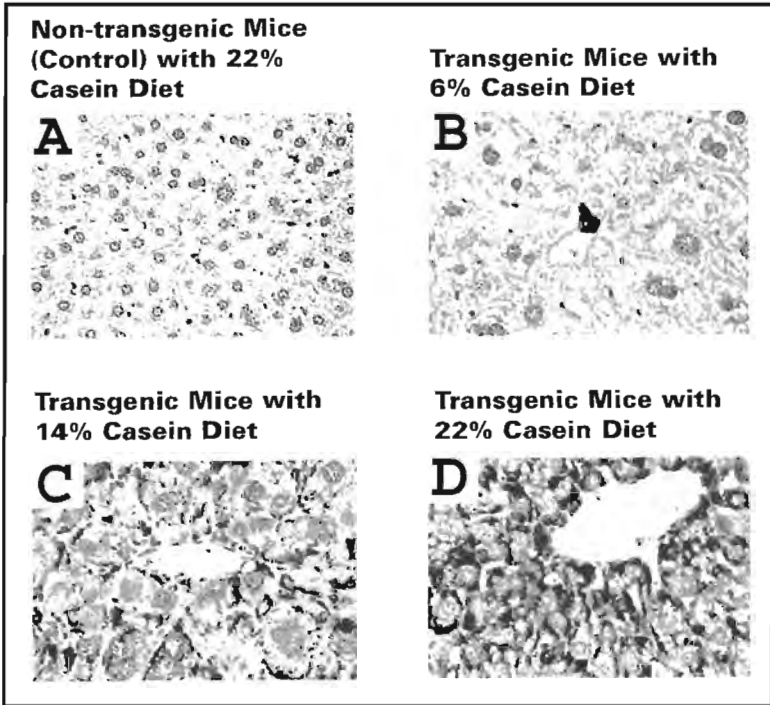 Non-transgenic Mice
(Control) with 22%
Casein Diet
A
Transgenic Mice with
6% Casein Diet
B
Transgenic Mice with
14% Casein Diet
C
Transgenic Mice with
22% Casein Diet
D